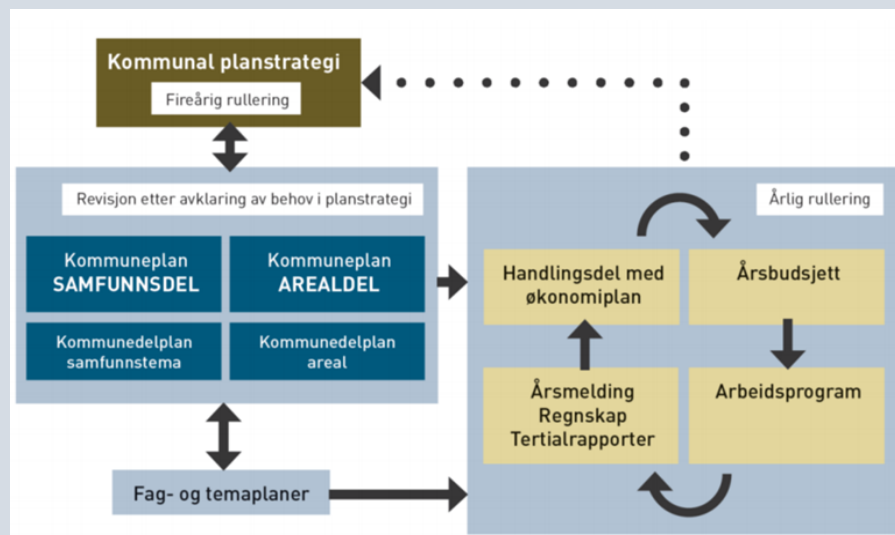 Kommunal planstrategi
Fireårig rullering
Revisjon etter avklaring av behov i planstrategi
Kommuneplan
SAMFUNNSDEL
Kommuneplan
AREALDEL
Kommunedelplan
samfunnstema
Kommunedelplan
areal
Fag- og temaplaner
Årlig rullering
Handlingsdel med
økonomiplan
Årsbudsjett
Årsmelding
Regnskap
Tertialrapporter
Arbeidsprogram